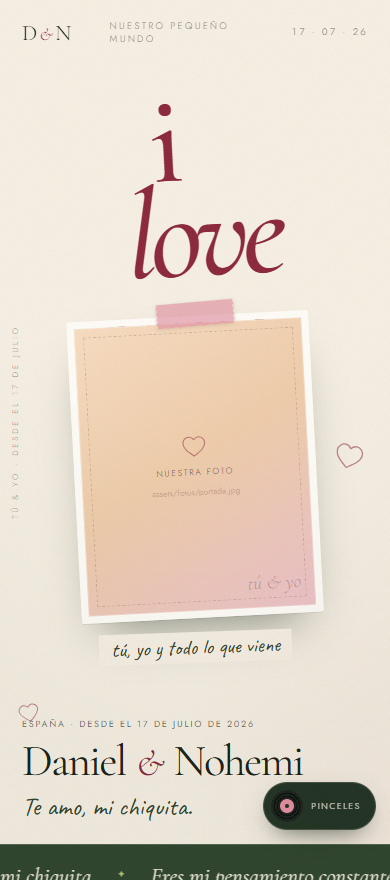 D&N
NUESTRO PEQUEÑO
MUNDO
17 · 07 · 26
i
love
TÚ & YO · DESDE EL 17 DE JULIO
NUESTRA FOTO
assets/fotos/portada.jpg
tú & yo
tú, yo y todo lo que viene
ESPAÑA · DESDE EL 17 DE JULIO DE 2026
Daniel & Nohemi
Te amo, mi chiquita.
PINCELES
mi chiquita ✦ Eres mi pensamiento